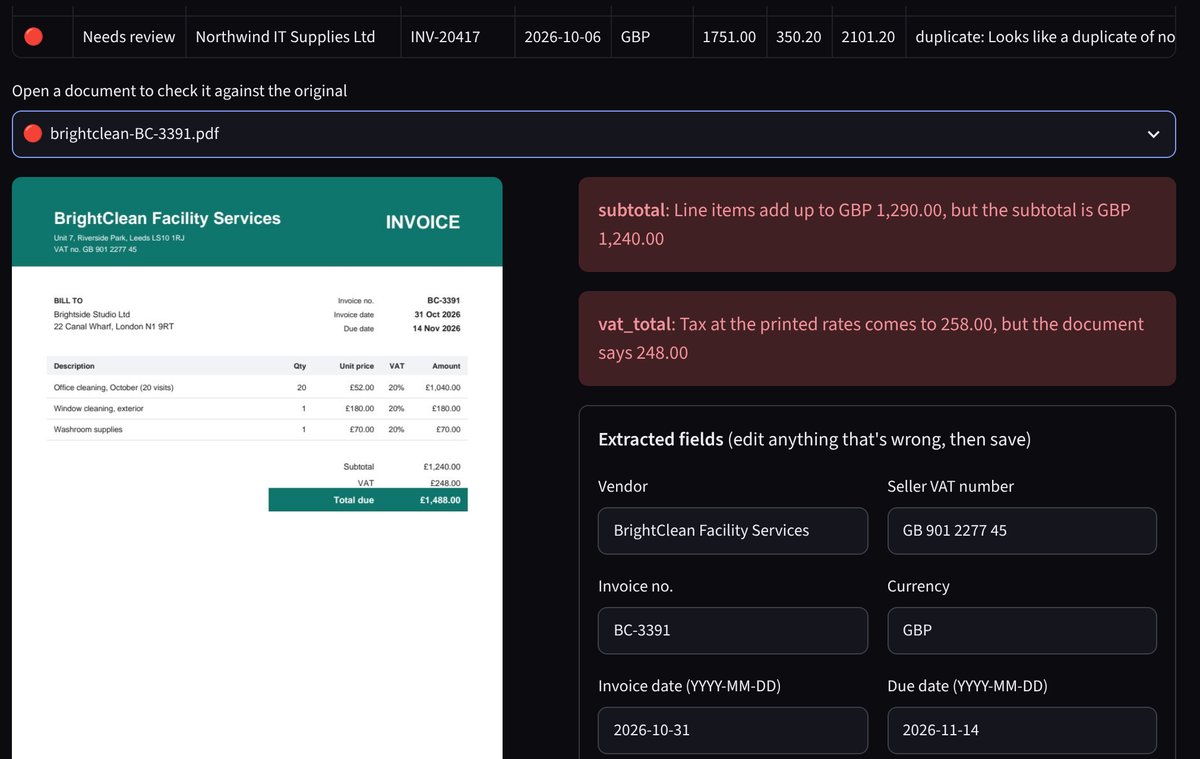 Needs review Northwind IT Supplies Ltd INV-20417 2026-10-06 GBP 1751.00 350.20 2101.20 duplicate: Looks like a duplicate of no
Open a document to check it against the original
brightclean-BC-3391.pdf
BrightClean Facility Services
INVOICE
Unit 7, Riverside Park, Leeds LS10 1RJ
VAT no. GB 901 2277 45
BILL TO
Brightside Studio Ltd
22 Canal Wharf, London N1 9RT
Invoice no. BC-3391
Invoice date 31 Oct 2026
Due date 14 Nov 2026
Description Qty Unit price VAT Amount
Office cleaning, October (20 visits) 20 £52.00 20% £1,040.00
Window cleaning, exterior 1 £180.00 20% £180.00
Washroom supplies 1 £70.00 20% £70.00
Subtotal £1,240.00
VAT £248.00
Total due £1,488.00
subtotal: Line items add up to GBP 1,290.00, but the subtotal is GBP
1,240.00
vat_total: Tax at the printed rates comes to 258.00, but the document
says 248.00
Extracted fields (edit anything that's wrong, then save)
Vendor Seller VAT number
BrightClean Facility Services GB 901 2277 45
Invoice no. Currency
BC-3391 GBP
Invoice date (YYYY-MM-DD) Due date (YYYY-MM-DD)
2026-10-31 2026-11-14